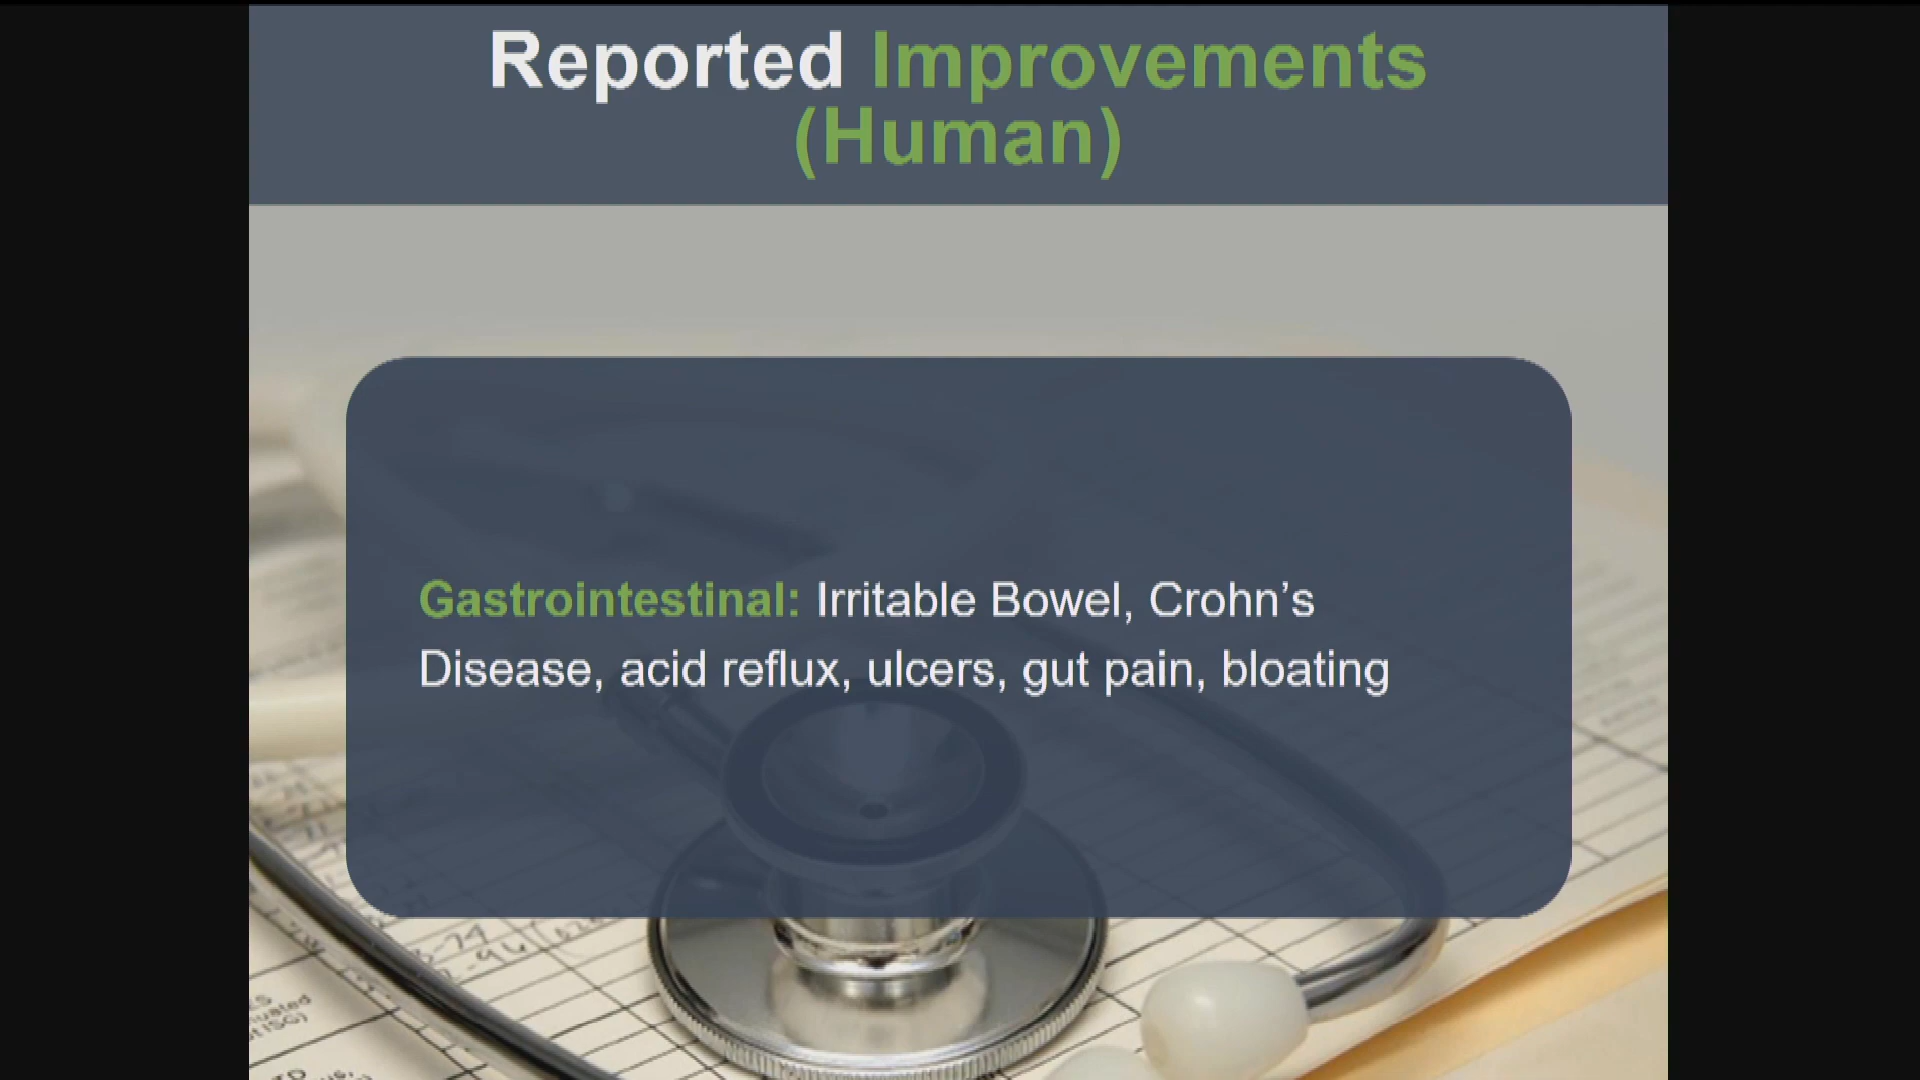 Reported Improvements
(Human)
Gastrointestinal: Irritable Bowel, Crohn’s
Disease, acid reflux, ulcers, gut pain, bloating